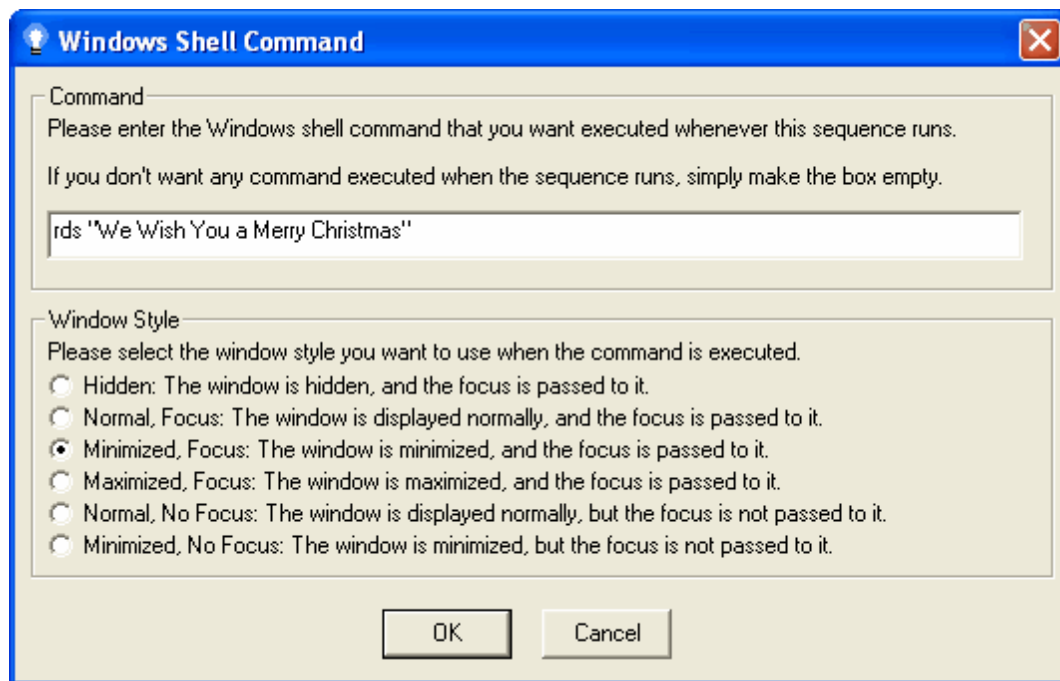 Windows Shell Command
Command
Please enter the Windows shell command that you want executed whenever this sequence runs.
If you don't want any command executed when the sequence runs, simply make the box empty.
rds "We Wish You a Merry Christmas"
Window Style
Please select the window style you want to use when the command is executed.
Hidden: The window is hidden, and the focus is passed to it.
Normal, Focus: The window is displayed normally, and the focus is passed to it.
Minimized, Focus: The window is minimized, and the focus is passed to it.
Maximized, Focus: The window is maximized, and the focus is passed to it.
Normal, No Focus: The window is displayed normally, but the focus is not passed to it.
Minimized, No Focus: The window is minimized, but the focus is not passed to it.
OK Cancel